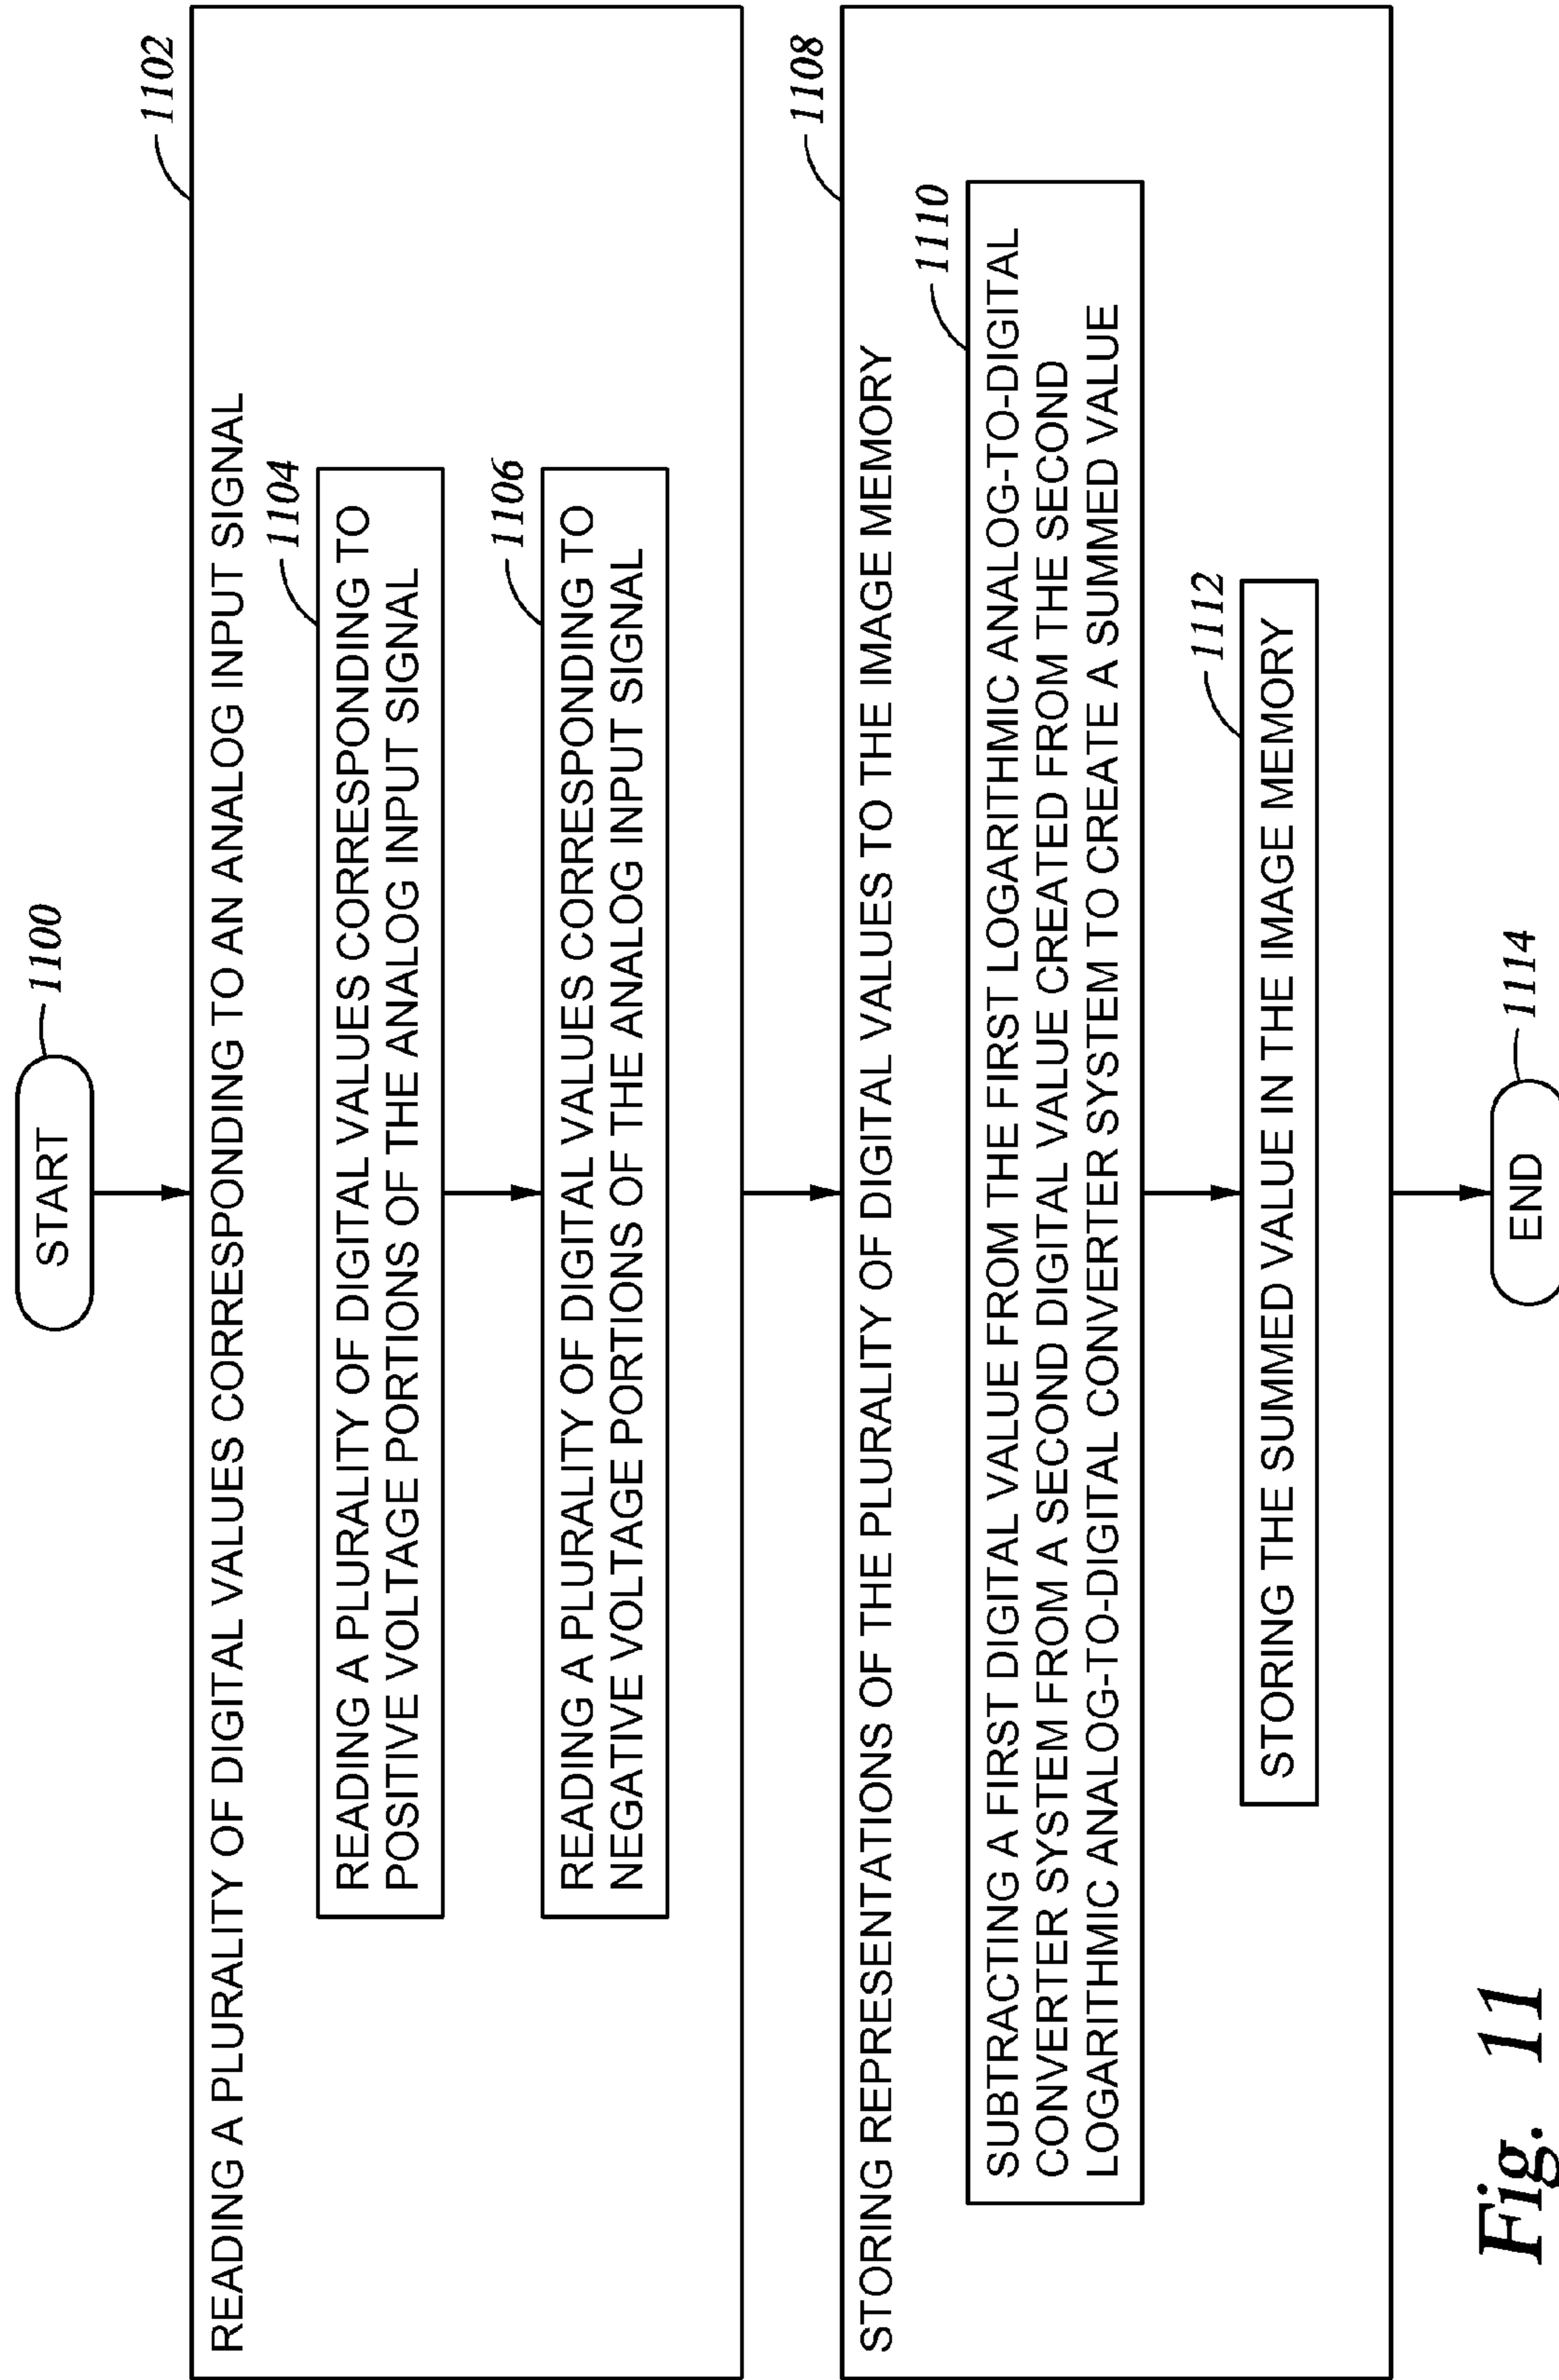 START
1100
1102
READING A PLURALITY OF DIGITAL VALUES CORRESPONDING TO AN ANALOG INPUT SIGNAL
1104
READING A PLURALITY OF DIGITAL VALUES CORRESPONDING TO
POSITIVE VOLTAGE PORTIONS OF THE ANALOG INPUT SIGNAL
1106
READING A PLURALITY OF DIGITAL VALUES CORRESPONDING TO
NEGATIVE VOLTAGE PORTIONS OF THE ANALOG INPUT SIGNAL
1108
STORING REPRESENTATIONS OF THE PLURALITY OF DIGITAL VALUES TO THE IMAGE MEMORY
1110
SUBTRACTING A FIRST DIGITAL VALUE FROM THE FIRST LOGARITHMIC ANALOG-TO-DIGITAL
CONVERTER SYSTEM FROM A SECOND DIGITAL VALUE CREATED FROM THE SECOND
LOGARITHMIC ANALOG-TO-DIGITAL CONVERTER SYSTEM TO CREATE A SUMMED VALUE
1112
STORING THE SUMMED VALUE IN THE IMAGE MEMORY
END
1114
Fig. 11